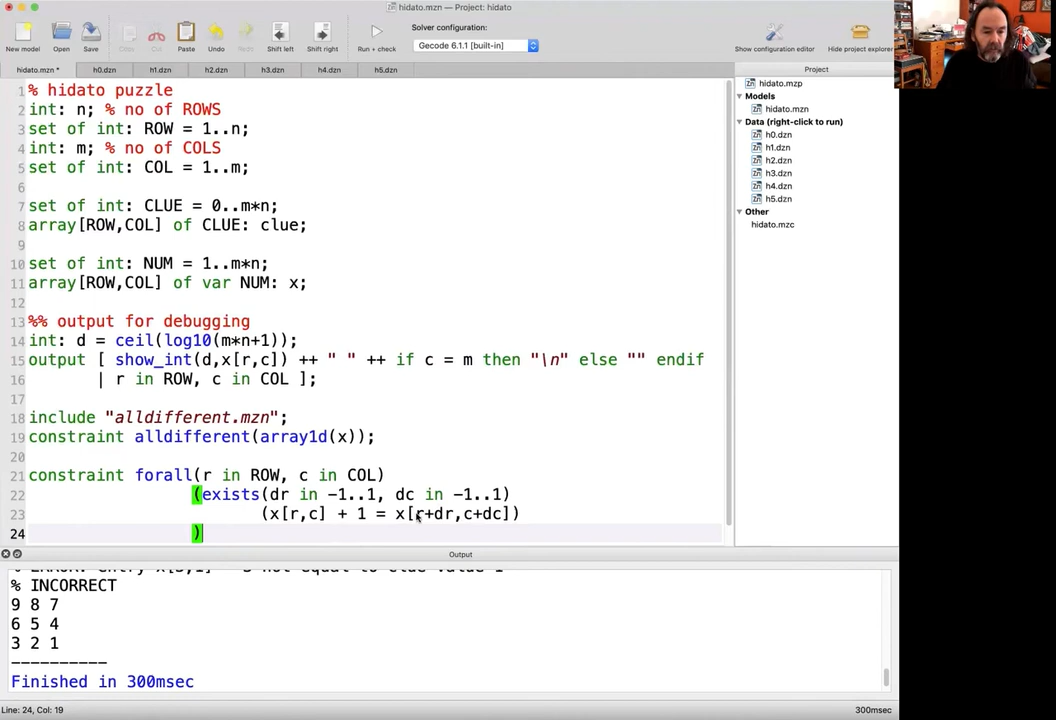 hidato.mzn — Project: hidato
New model
Open
Save
Copy
Cut
Paste
Undo
Redo
Shift left
Shift right
Run + check
Solver configuration:
Gecode 6.1.1 [built-in]
Show configuration editor
Hide project explorer
hidato.mzn *
h0.dzn
h1.dzn
h2.dzn
h3.dzn
h4.dzn
h5.dzn
1 % hidato puzzle
2 int: n; % no of ROWS
3 set of int: ROW = 1..n;
4 int: m; % no of COLS
5 set of int: COL = 1..m;
6
7 set of int: CLUE = 0..m*n;
8 array[ROW,COL] of CLUE: clue;
9
10 set of int: NUM = 1..m*n;
11 array[ROW,COL] of var NUM: x;
12
13 %% output for debugging
14 int: d = ceil(log10(m*n+1));
15 output [ show_int(d,x[r,c]) ++ " " ++ if c = m then "\n" else "" endif
16 | r in ROW, c in COL ];
17
18 include "alldifferent.mzn";
19 constraint alldifferent(array1d(x));
20
21 constraint forall(r in ROW, c in COL)
22 (exists(dr in -1..1, dc in -1..1)
23 (x[r,c] + 1 = x[r+dr,c+dc])
24 )
Project
hidato.mzp
Models
hidato.mzn
Data (right-click to run)
h0.dzn
h1.dzn
h2.dzn
h3.dzn
h4.dzn
h5.dzn
Other
hidato.mzc
Output
% INCORRECT
9 8 7
6 5 4
3 2 1
----------
Finished in 300msec
Line: 24, Col: 19
300msec